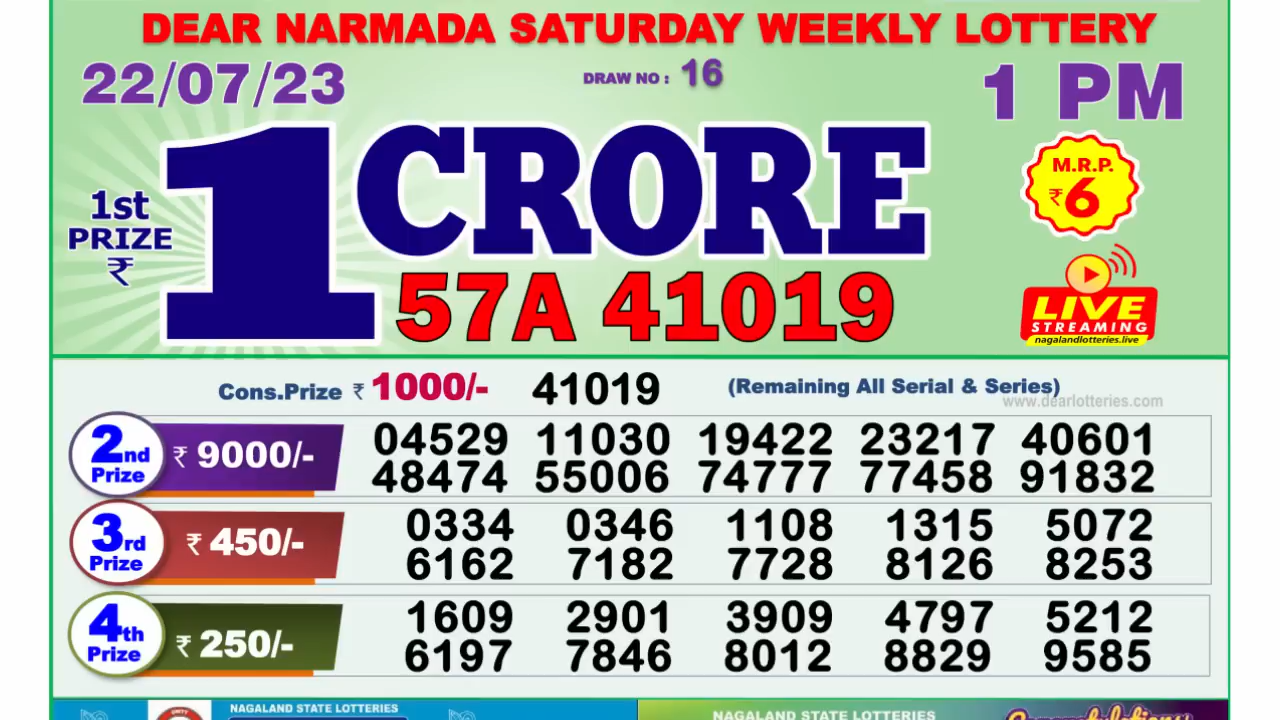 DEAR NARMADA SATURDAY WEEKLY LOTTERY
22/07/23
DRAW NO : 16
1 PM
1st
PRIZE
₹
1 CRORE
57A 41019
M.R.P.
₹6
LIVE
STREAMING
nagalandlotteries.live
Cons.Prize ₹ 1000/- 41019 (Remaining All Serial & Series)
www.dearlotteries.com
2nd Prize ₹ 9000/-
04529 11030 19422 23217 40601
48474 55006 74777 77458 91832
3rd Prize ₹ 450/-
0334 0346 1108 1315 5072
6162 7182 7728 8126 8253
4th Prize ₹ 250/-
1609 2901 3909 4797 5212
6197 7846 8012 8829 9585
NAGALAND STATE LOTTERIES
NAGALAND STATE LOTTERIES